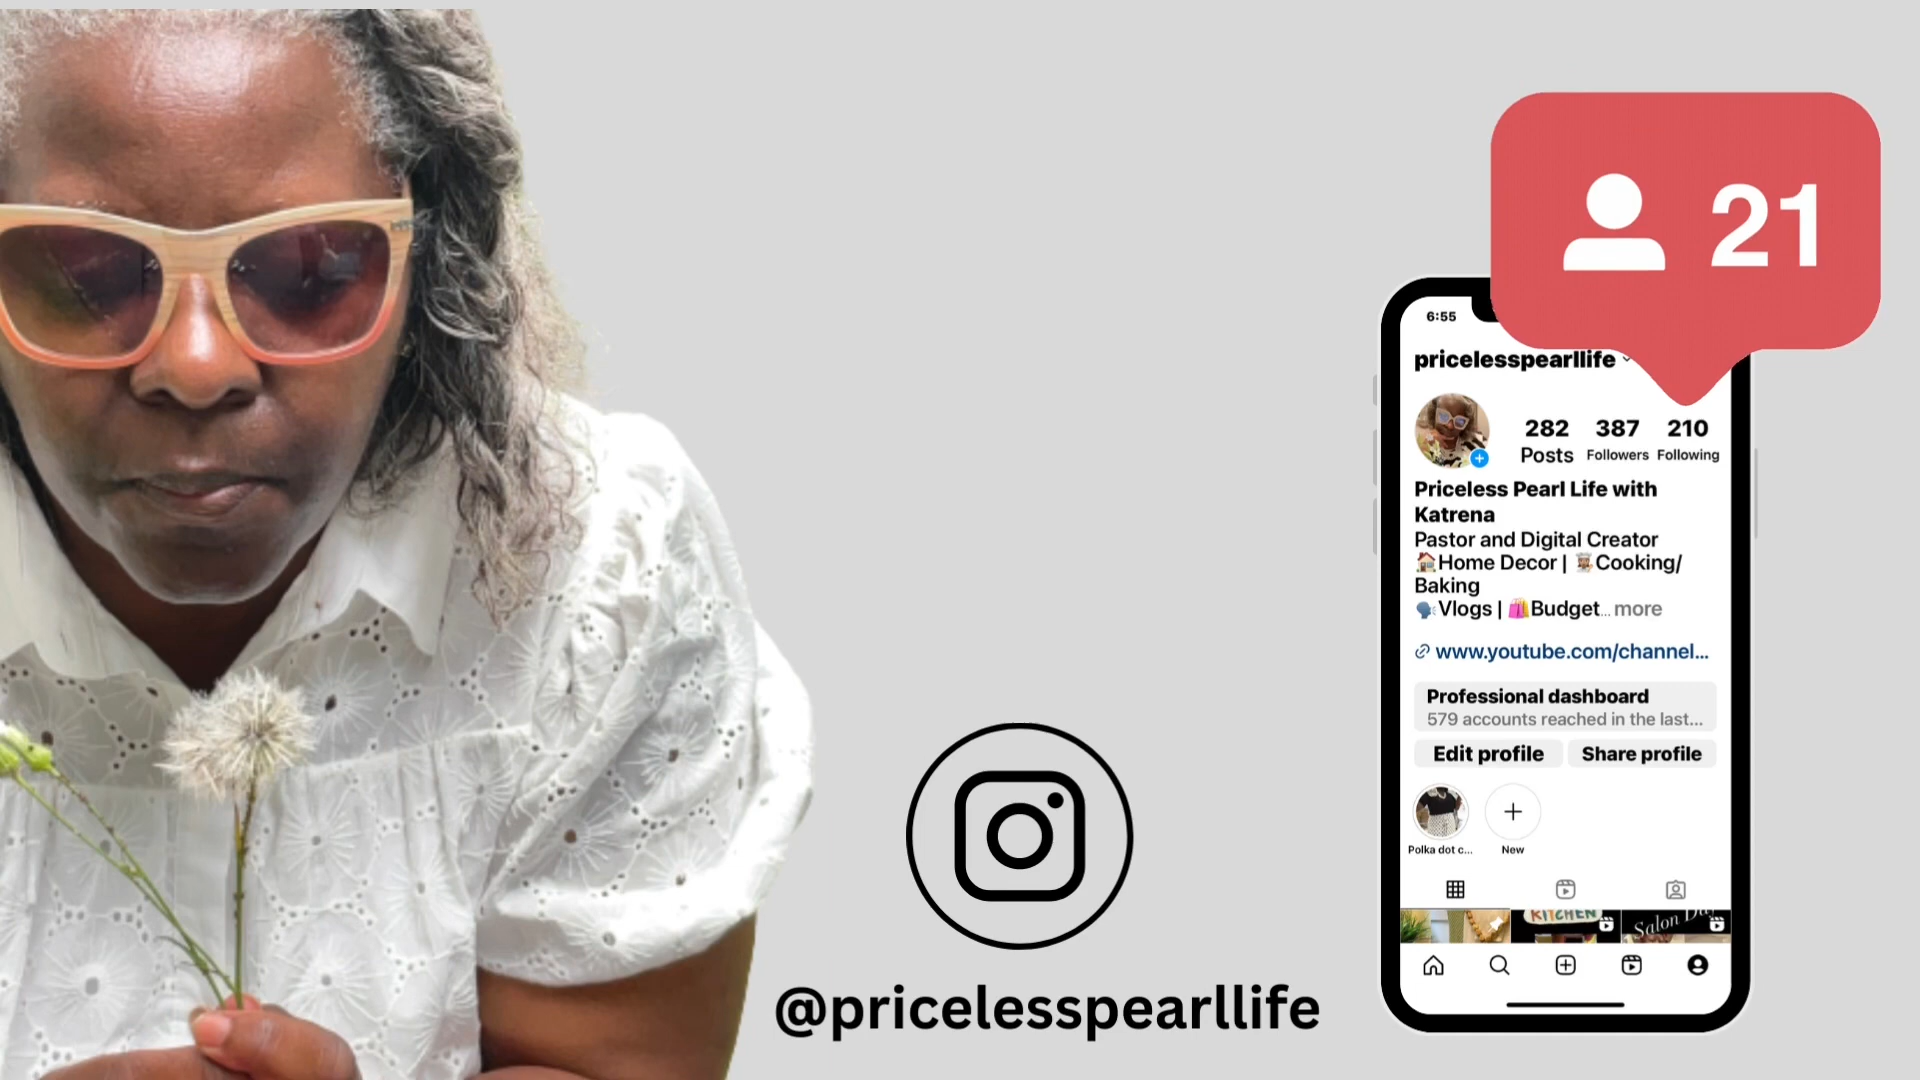 21
6:55
pricelesspearllife
282 387 210
Posts Followers Following
Priceless Pearl Life with
Katrena
Pastor and Digital Creator
Home Decor | Cooking/
Baking
Vlogs | Budget... more
www.youtube.com/channel...
Professional dashboard
579 accounts reached in the last...
Edit profile Share profile
Polka dot c... New
KITCHEN
Salon Day
@pricelesspearllife